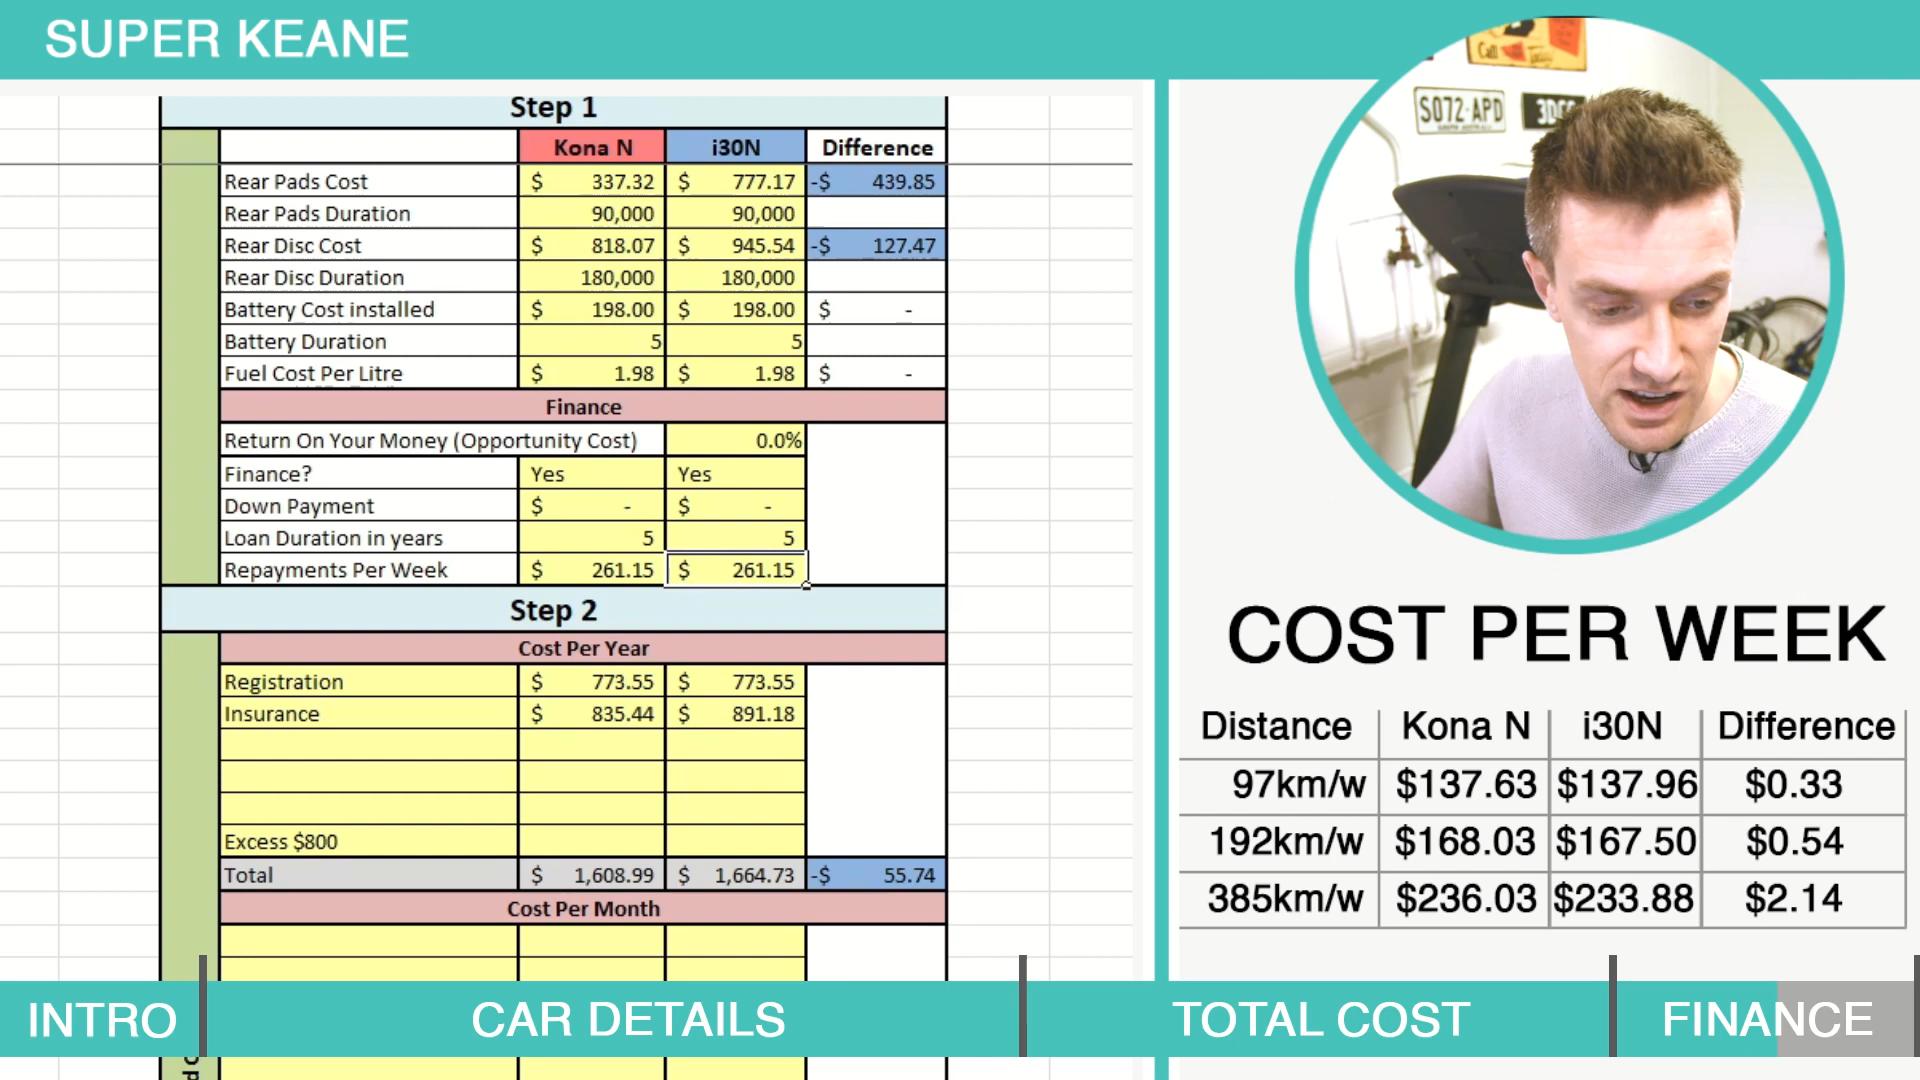 SUPER KEANE
Call
S072·APD
Step 1
Kona N i30N Difference
Rear Pads Cost $ 337.32 $ 777.17 -$ 439.85
Rear Pads Duration 90,000 90,000
Rear Disc Cost $ 818.07 $ 945.54 -$ 127.47
Rear Disc Duration 180,000 180,000
Battery Cost installed $ 198.00 $ 198.00 $ -
Battery Duration 5 5
Fuel Cost Per Litre $ 1.98 $ 1.98 $ -
Finance
Return On Your Money (Opportunity Cost) 0.0%
Finance? Yes Yes
Down Payment $ - $ -
Loan Duration in years 5 5
Repayments Per Week $ 261.15 $ 261.15
Step 2
Cost Per Year
Registration $ 773.55 $ 773.55
Insurance $ 835.44 $ 891.18
Excess $800
Total $ 1,608.99 $ 1,664.73 -$ 55.74
Cost Per Month
COST PER WEEK
Distance Kona N i30N Difference
97km/w $137.63 $137.96 $0.33
192km/w $168.03 $167.50 $0.54
385km/w $236.03 $233.88 $2.14
INTRO CAR DETAILS TOTAL COST FINANCE